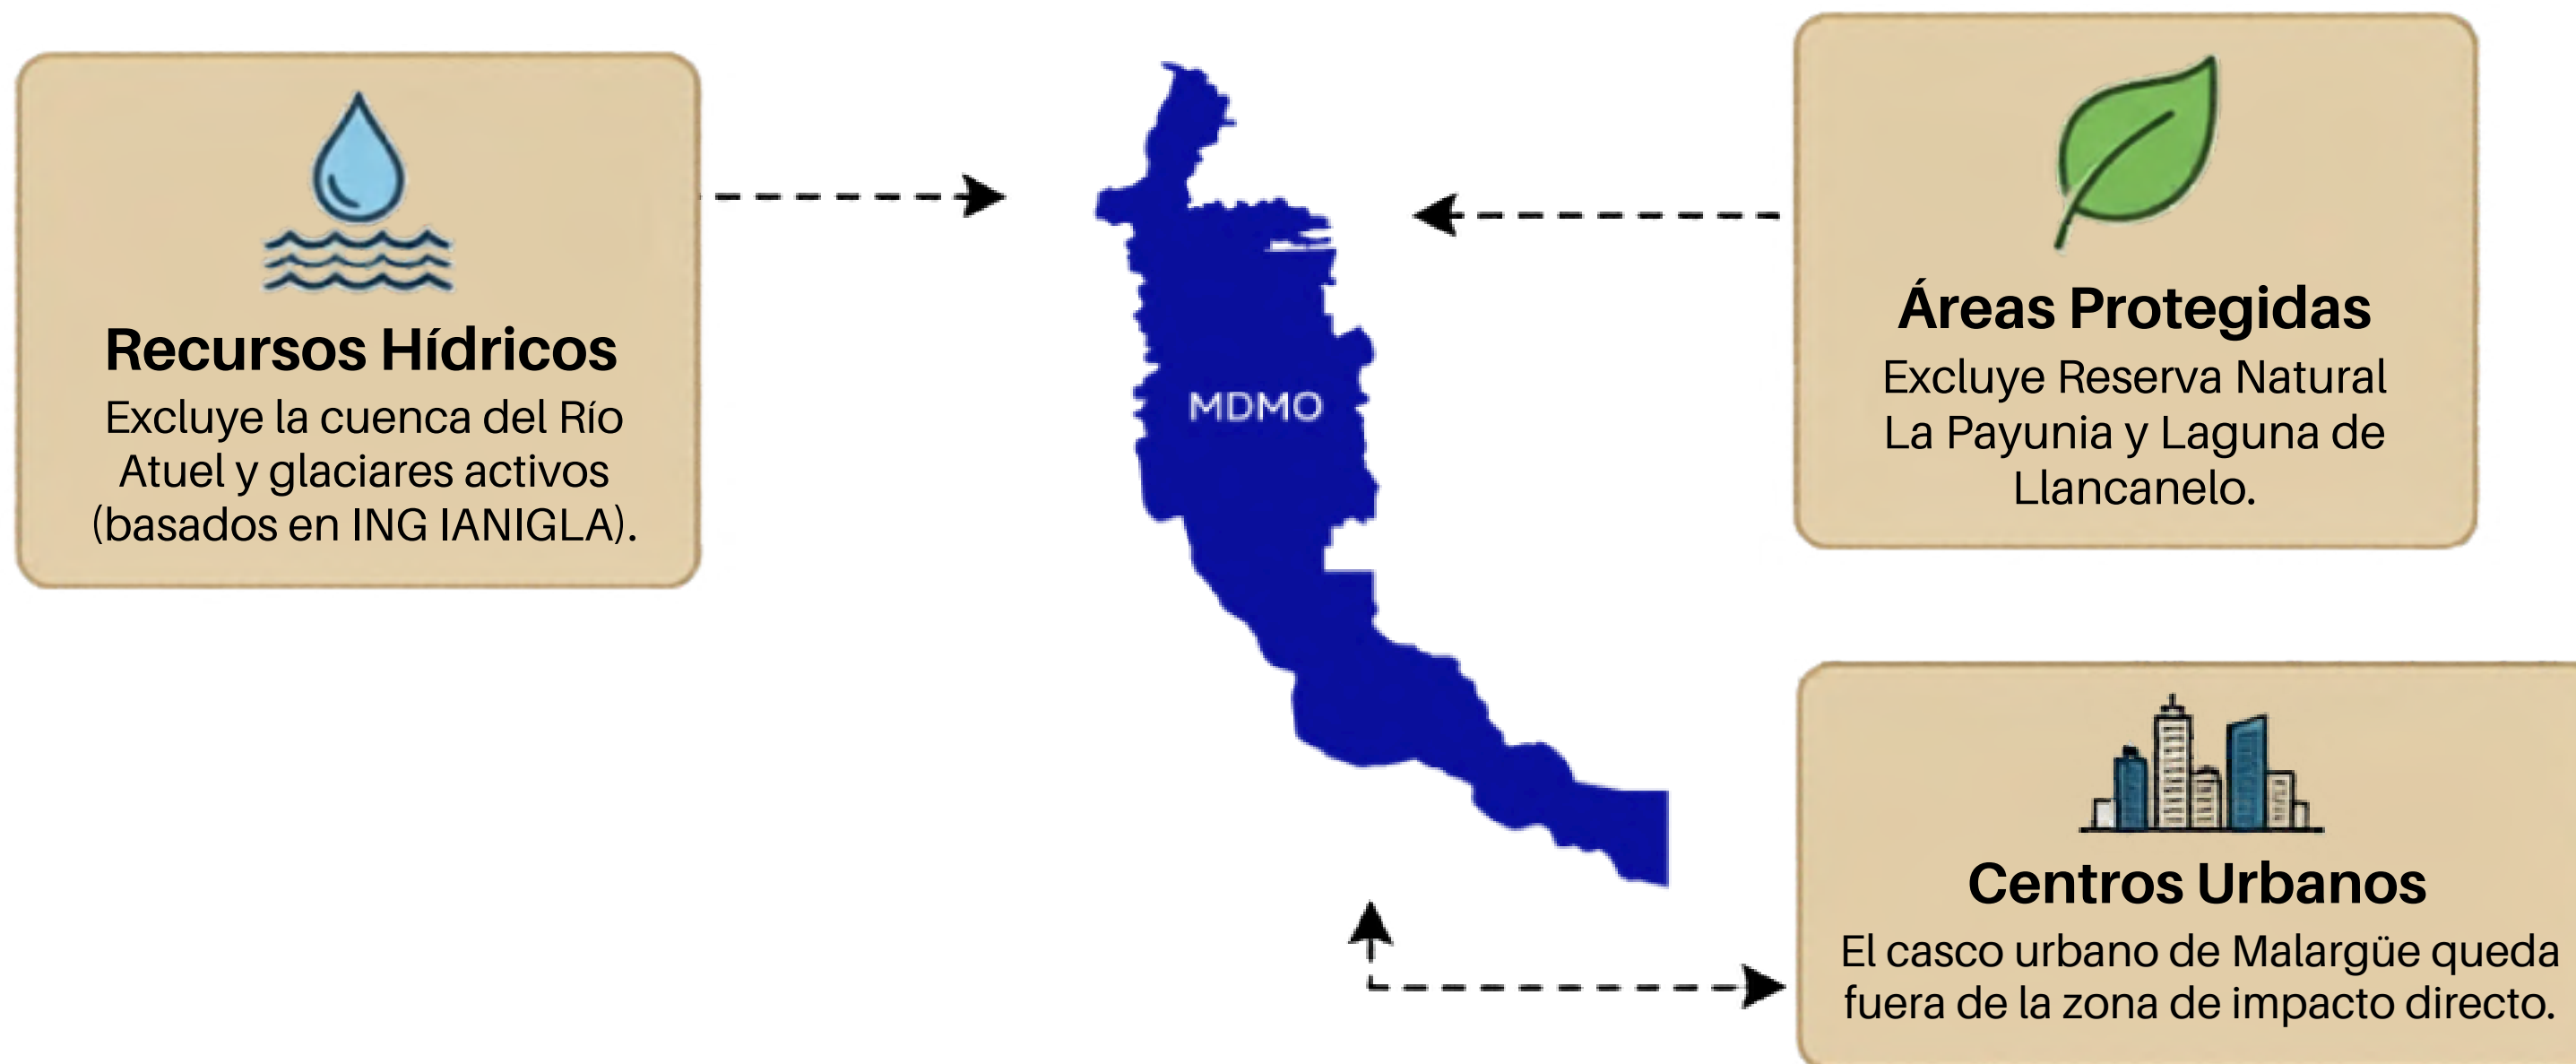 Recursos Hídricos
Excluye la cuenca del Río
Atuel y glaciares activos
(basados en ING IANIGLA).
MDMO
Áreas Protegidas
Excluye Reserva Natural
La Payunia y Laguna de
Llancanelo.
Centros Urbanos
El casco urbano de Malargüe queda
fuera de la zona de impacto directo.